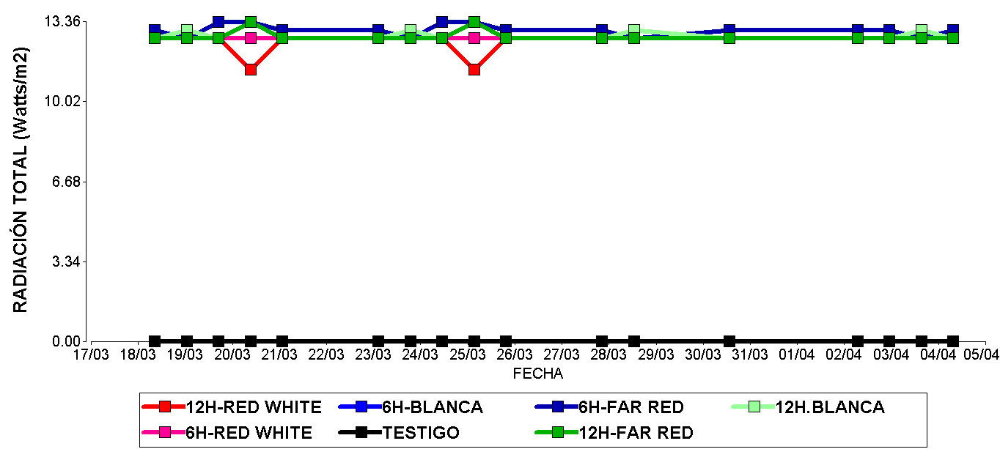 RADIACIÓN TOTAL (Watts/m2)
13.36
10.02
6.68
3.34
0.00
17/03 18/03 19/03 20/03 21/03 22/03 23/03 24/03 25/03 26/03 27/03 28/03 29/03 30/03 31/03 01/04 02/04 03/04 04/04 05/04
FECHA
12H-RED WHITE 6H-BLANCA 6H-FAR RED 12H.BLANCA
6H-RED WHITE TESTIGO 12H-FAR RED